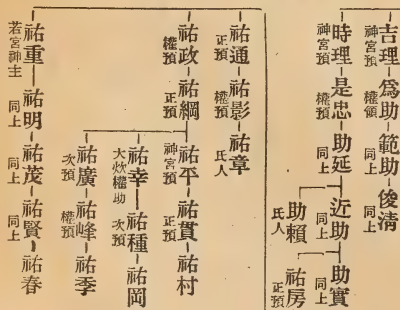 吉理 神宮預 爲助 權預 範助 俊清 同上
時理 神宮預 是忠 權預 助延 同上 近助 同上 助實 同上
助賴 氏人 祐房 正預
祐通 正預 祐影 權預 祐章 氏人
祐政 權預 祐綱 正預 祐平 神宮預 祐貫 正預 祐村
祐幸 大炊權助 祐種 次預 祐岡
祐廣 次預 祐峰 權預 祐季
祐重 若宮神主 祐明 同上 祐茂 同上 祐賢 同上 祐春